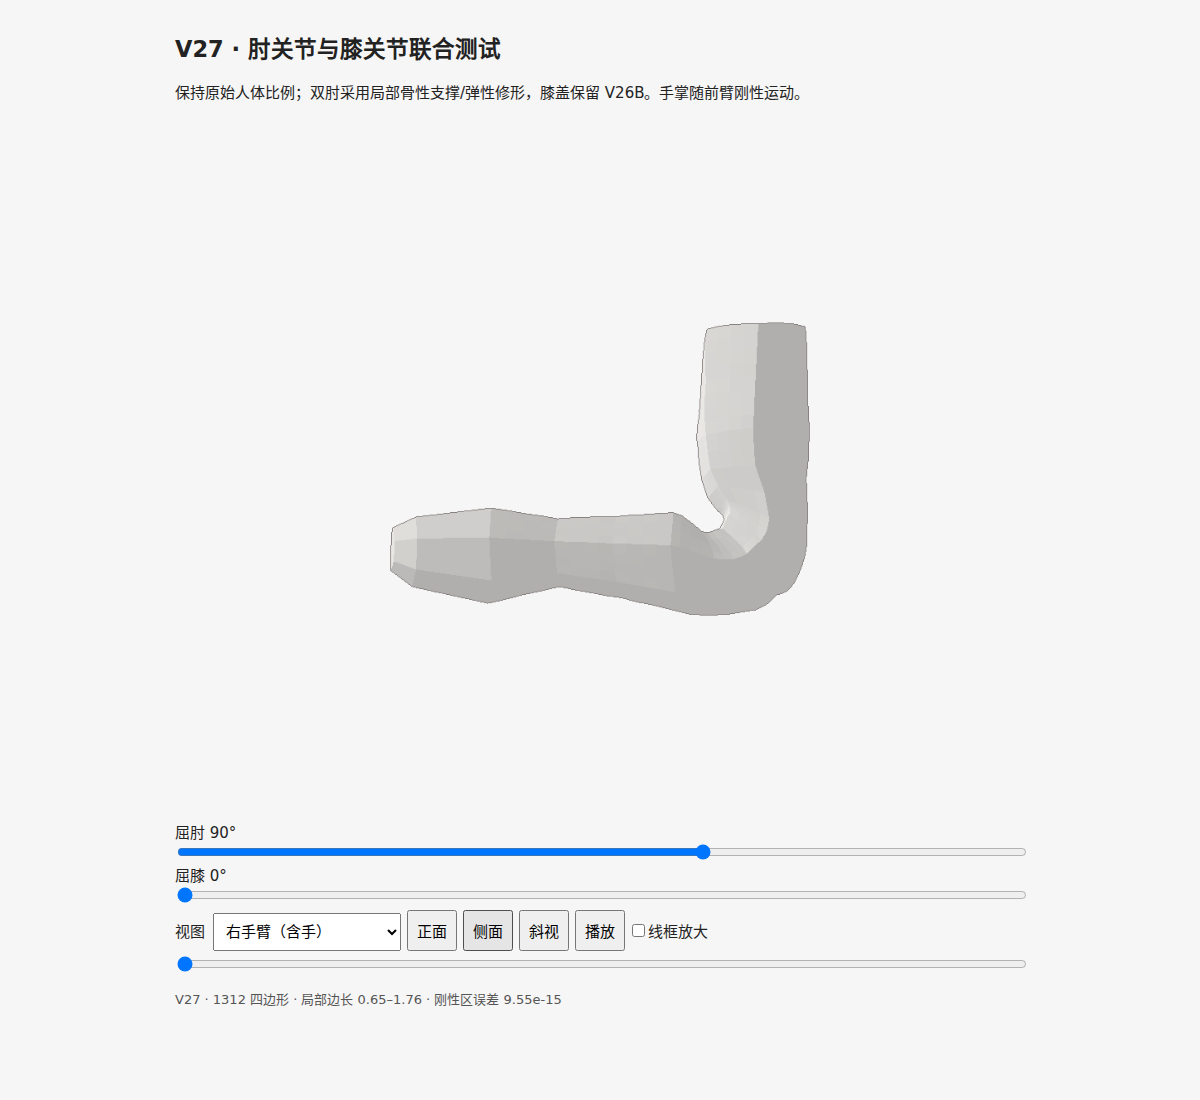 V27 · 肘关节与膝关节联合测试
保持原始人体比例；双肘采用局部骨性支撑/弹性修形，膝盖保留 V26B。手掌随前臂刚性运动。
屈肘 90°
屈膝 0°
视图 右手臂（含手） 正面 侧面 斜视 播放 线框放大
V27 · 1312 四边形 · 局部边长 0.65–1.76 · 刚性区误差 9.55e-15